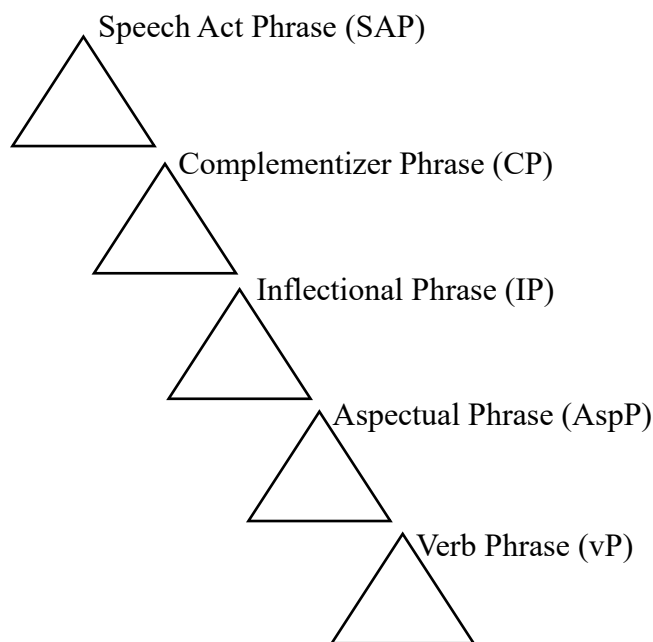 Speech Act Phrase (SAP)
Complementizer Phrase (CP)
Inflectional Phrase (IP)
Aspectual Phrase (AspP)
Verb Phrase (vP)